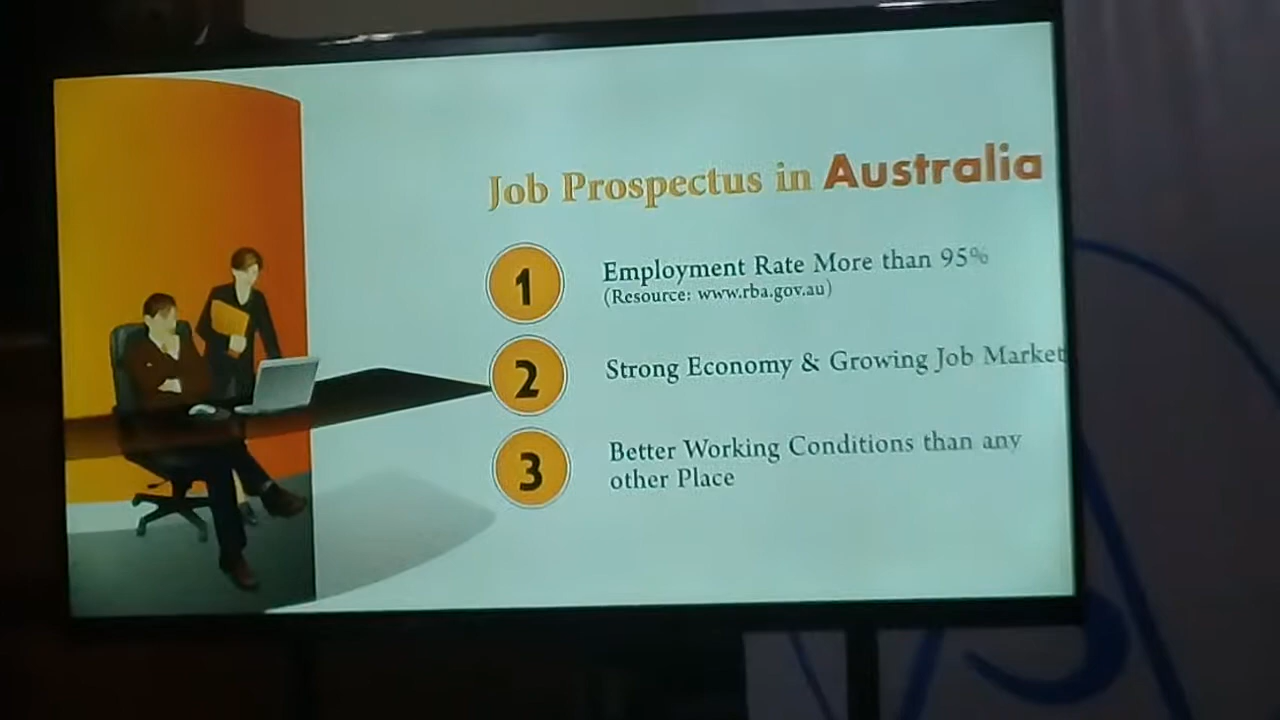 Job Prospectus in Australia
1
Employment Rate More than 95%
(Resource: www.rba.gov.au)
2
Strong Economy & Growing Job Market
3
Better Working Conditions than any
other Place